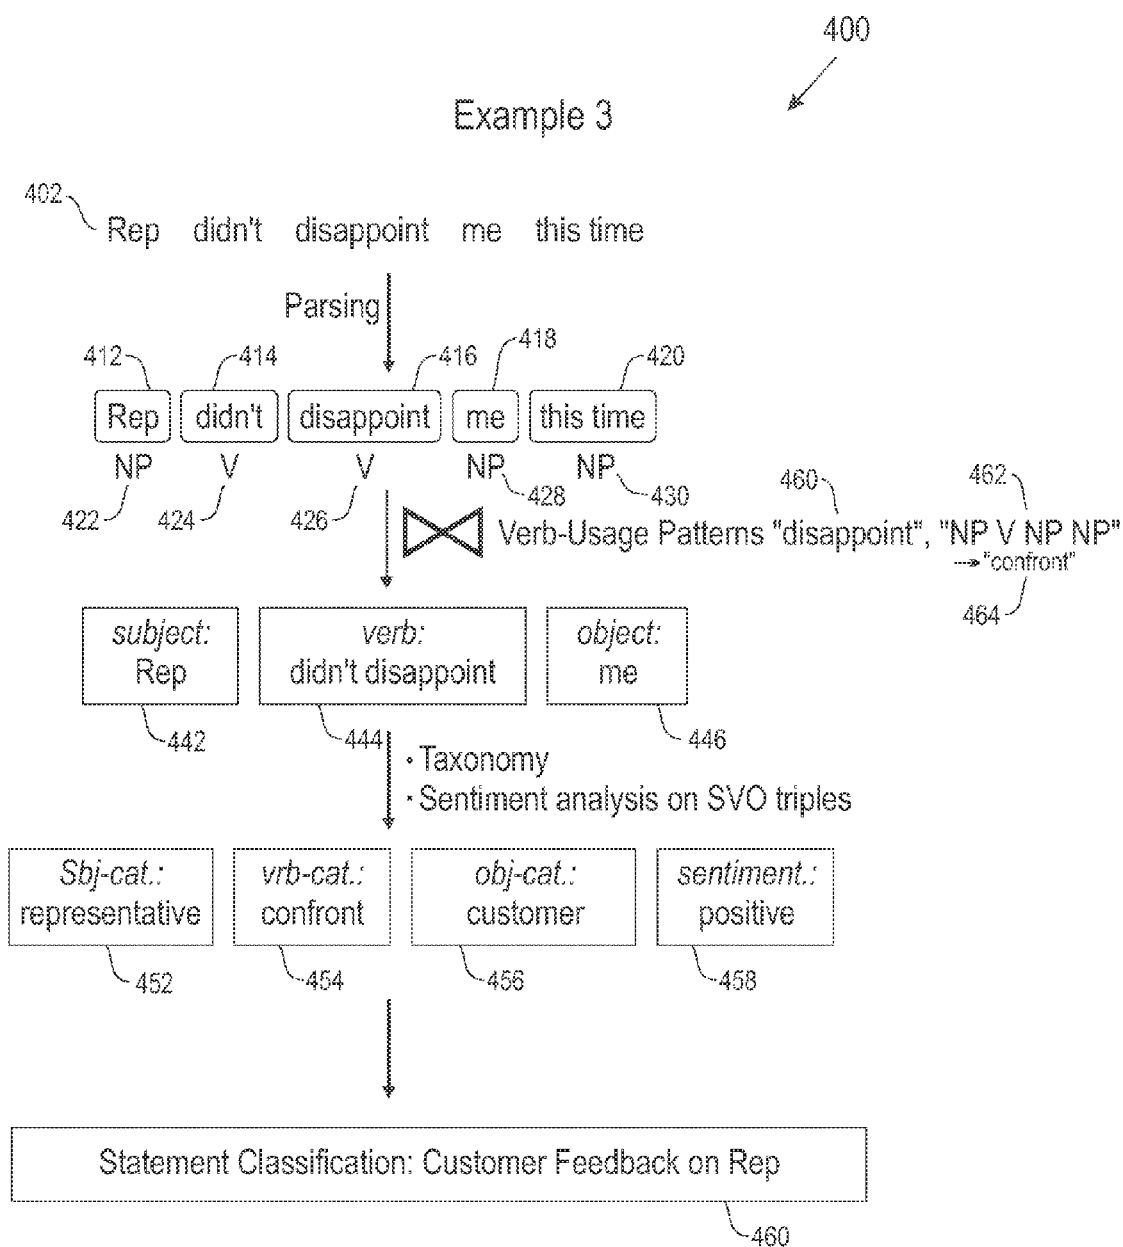 400
Example 3
402
Rep didn't disappoint me this time
Parsing
412 414 416 418 420
Rep didn't disappoint me this time
NP V V NP NP
422 424 426 428 430
460 462
Verb-Usage Patterns "disappoint", "NP V NP NP"
"confront"
464
subject: verb: object:
Rep didn't disappoint me
442 444 446
· Taxonomy
· Sentiment analysis on SVO triples
Sbj-cat.: vrb-cat.: obj-cat.: sentiment.:
representative confront customer positive
452 454 456 458
Statement Classification: Customer Feedback on Rep
460